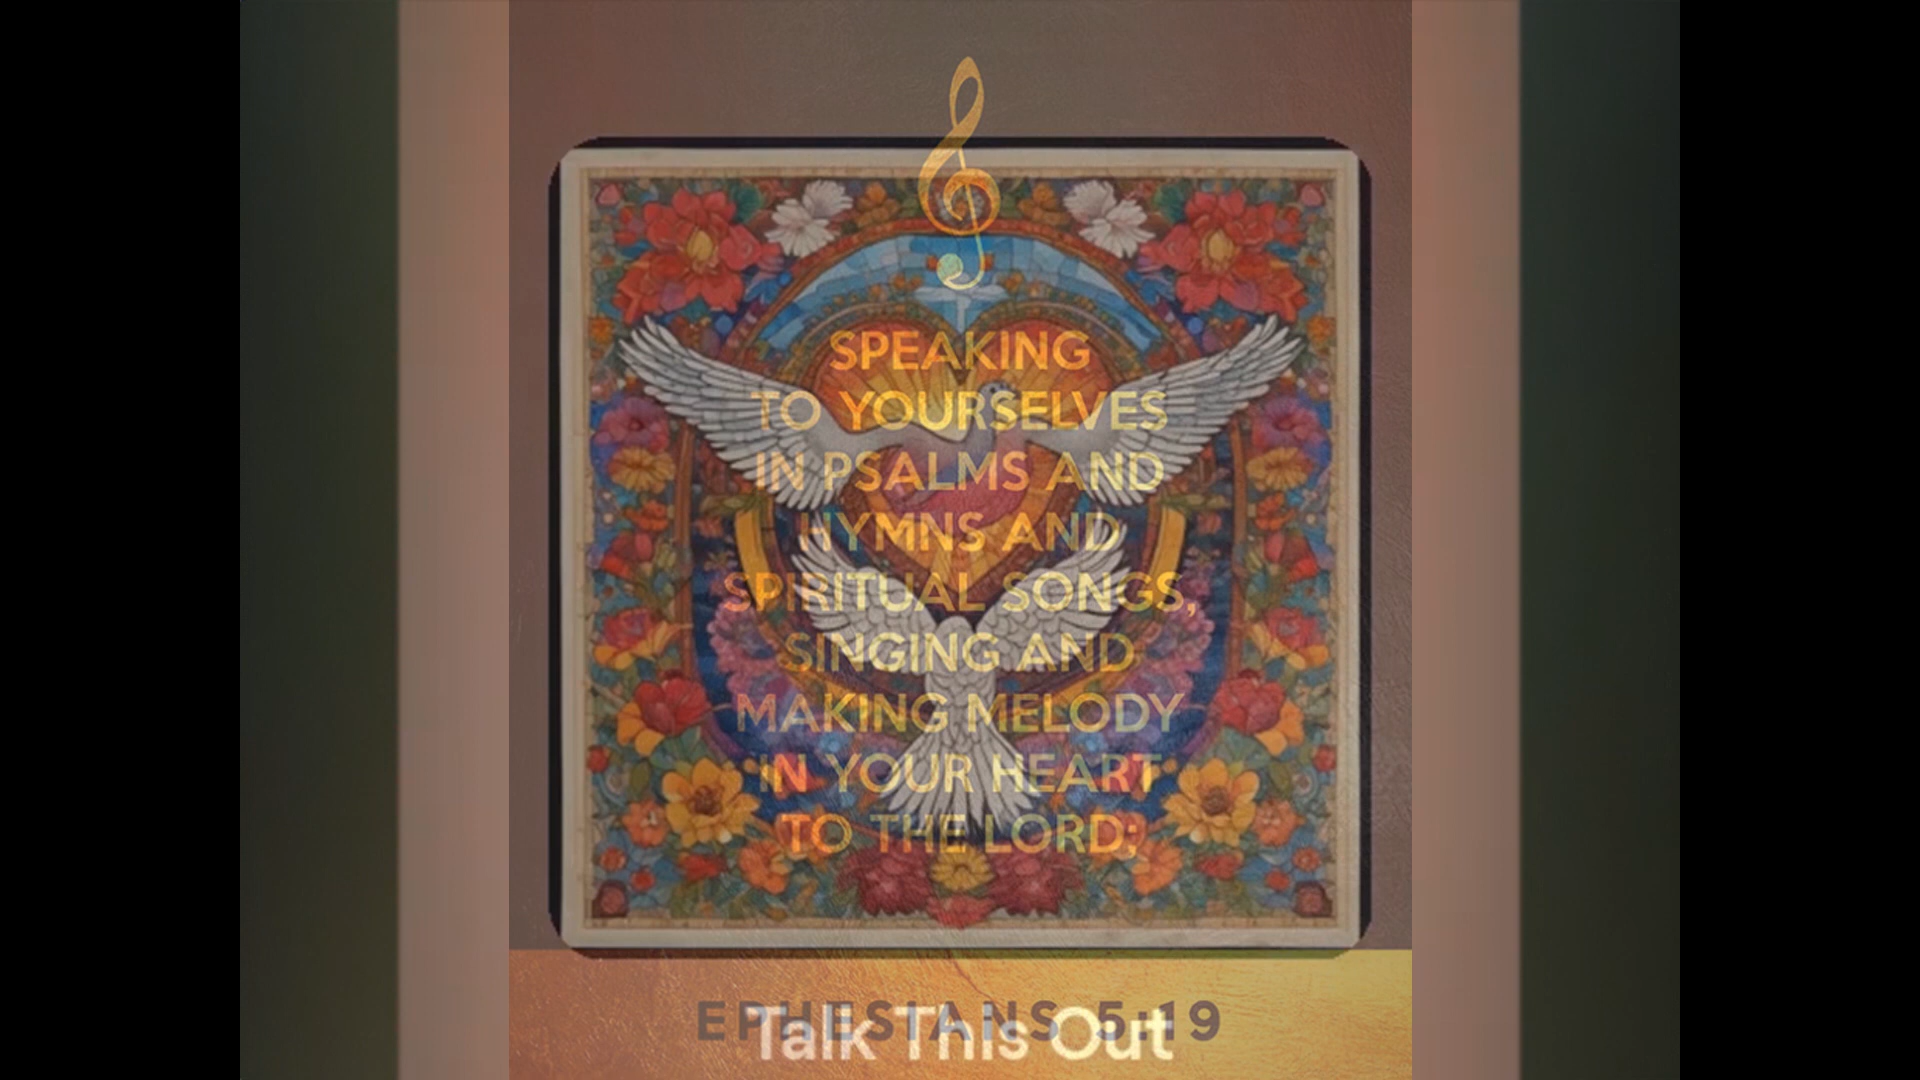 SPEAKING
TO YOURSELVES
IN PSALMS AND
HYMNS AND
SPIRITUAL SONGS,
SINGING AND
MAKING MELODY
IN YOUR HEART
TO THE LORD;
EPHESIANS 5:19
Talk This Out